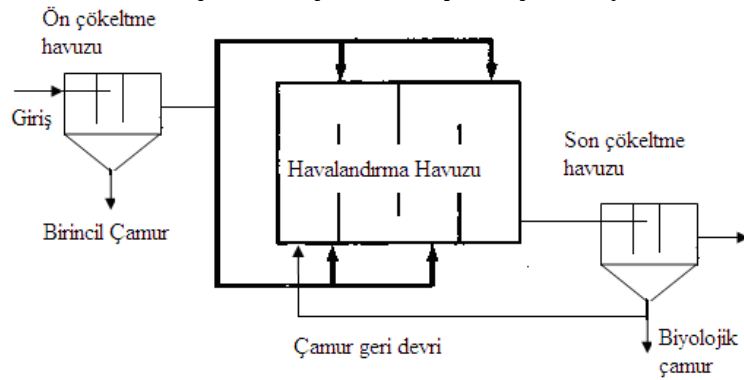 Ön çökeltme
havuzu
Giriş
Birincil Çamur
Havalandırma Havuzu
Son çökeltme
havuzu
Çamur geri devri
Biyolojik
çamur